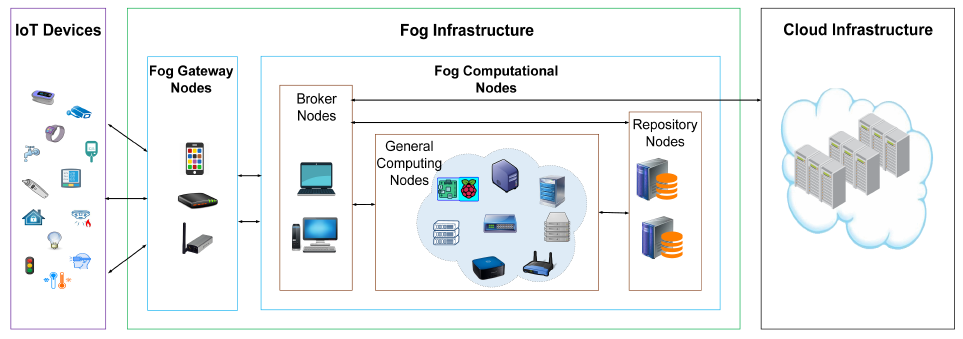 IoT Devices
Fog Infrastructure
Cloud Infrastructure
Fog Gateway
Nodes
Fog Computational
Nodes
Broker
Nodes
General
Computing
Nodes
Repository
Nodes